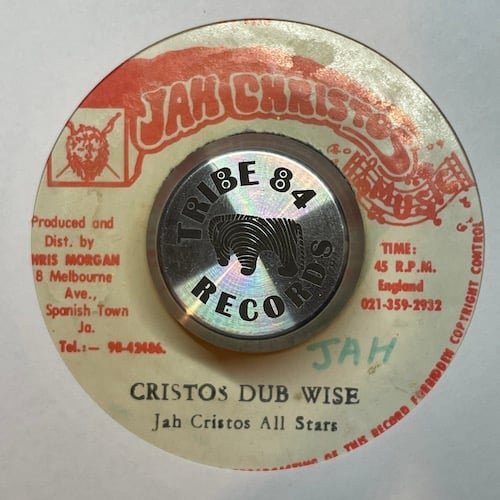 JAH CHRISTOS
MUSIC
TRIBE 84
RECORDS
Produced and
Dist. by
HRIS MORGAN
8 Melbourne
Ave.,
Spanish Town
Ja.
Tel.:- 98-42486.
TIME:
45 R.P.M.
England
021-359-2932
JAH
CRISTOS DUB WISE
Jah Cristos All Stars
OF THIS RECORD FORBIDDEN COPYRIGHT CONTROL